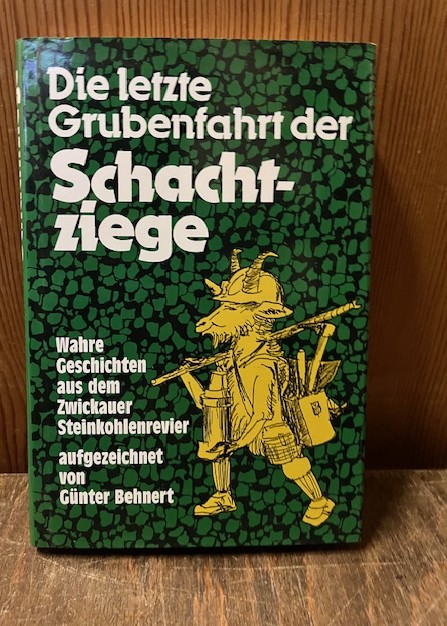 Die letzte
Grubenfahrt der
Schacht-
ziege
Wahre
Geschichten
aus dem
Zwickauer
Steinkohlenrevier
aufgezeichnet
von
Günter Behnert